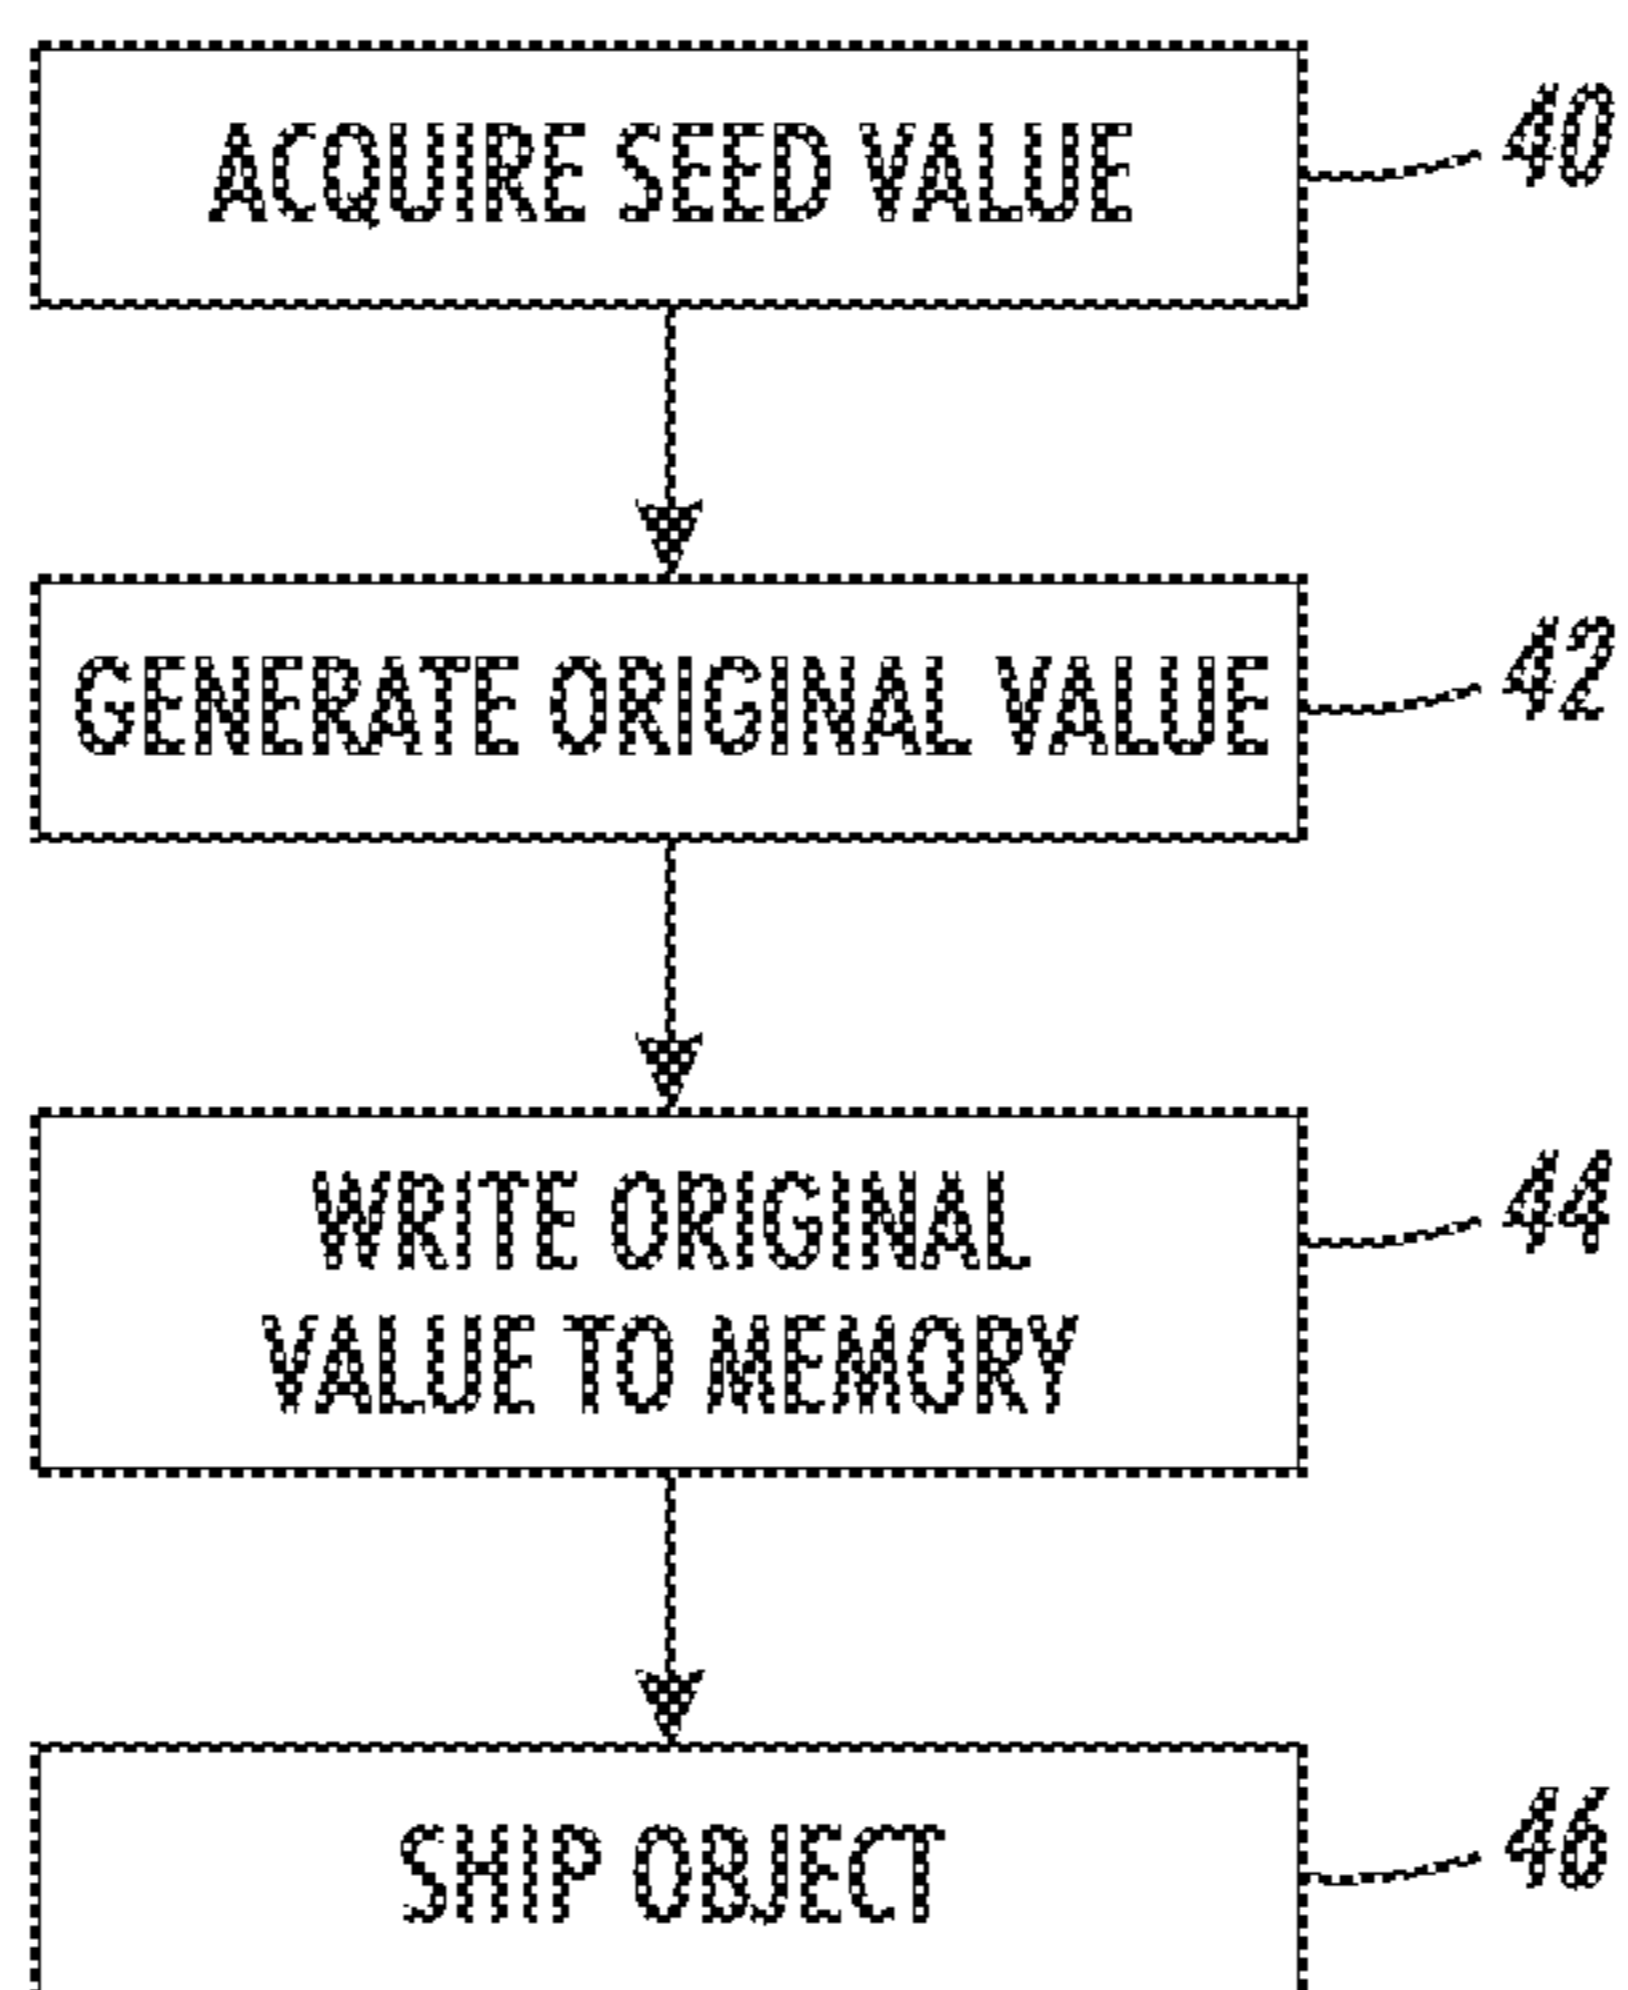 ACQUIRE SEED VALUE
40
GENERATE ORIGINAL VALUE
42
WRITE ORIGINAL
VALUE TO MEMORY
44
SHIP OBJECT
46